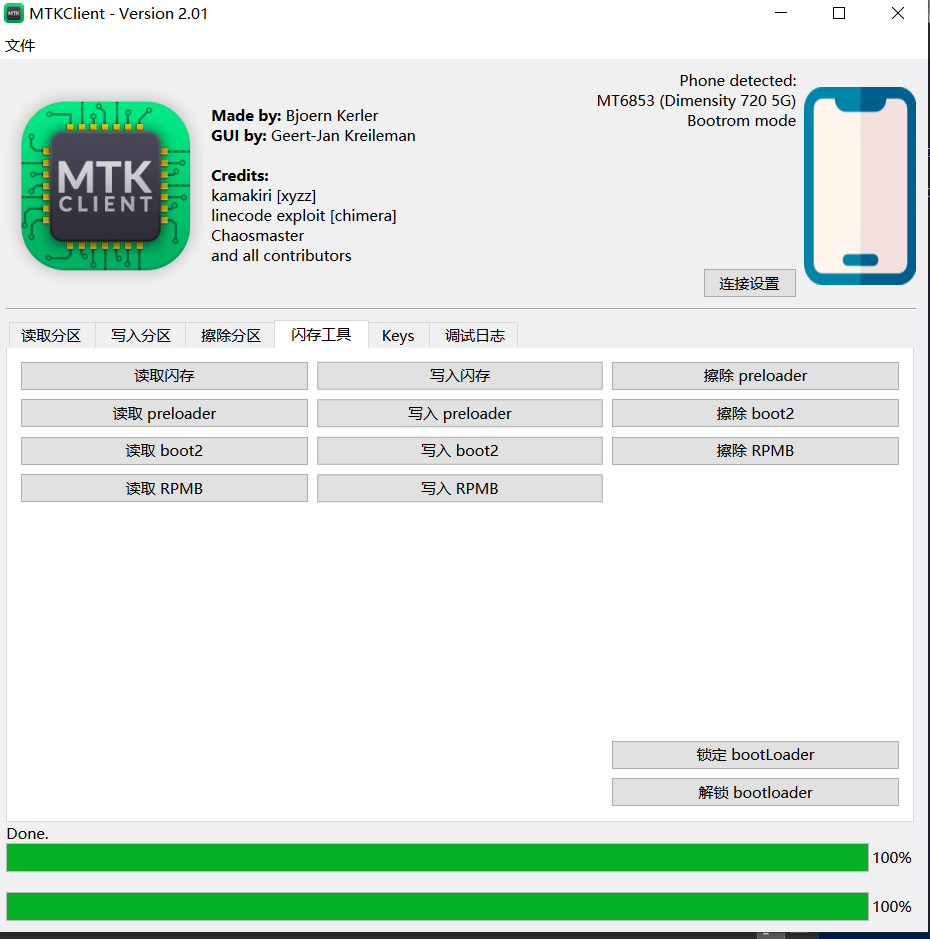 MTKClient - Version 2.01
文件
Phone detected:
MT6853 (Dimensity 720 5G)
Bootrom mode
MTK
CLIENT
Made by: Bjoern Kerler
GUI by: Geert-Jan Kreileman
Credits:
kamakiri [xyzz]
linecode exploit [chimera]
Chaosmaster
and all contributors
连接设置
读取分区 写入分区 擦除分区 闪存工具 Keys 调试日志
读取闪存 写入闪存 擦除 preloader
读取 preloader 写入 preloader 擦除 boot2
读取 boot2 写入 boot2 擦除 RPMB
读取 RPMB 写入 RPMB
锁定 bootLoader
解锁 bootloader
Done.
100%
100%